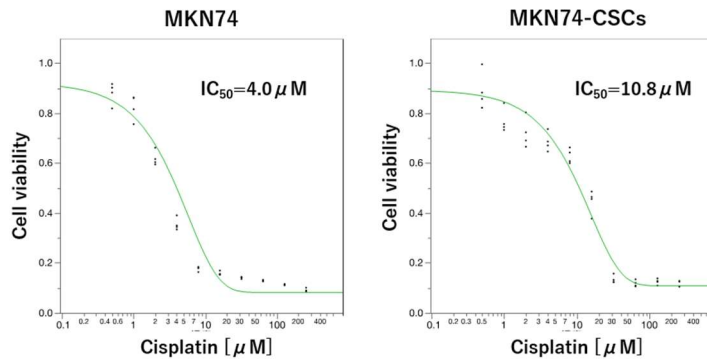 MKN74
MKN74-CSCs
1.0
0.8
0.6
0.4
0.2
0.0
Cell viability
IC50=4.0 μ M
0.1 0.2 0.4 0.6 1 2 3 4 5 7 10 20 30 50 100 200 400
Cisplatin [ μ M]
1.0
0.8
0.6
0.4
0.2
0.0
Cell viability
IC50=10.8 μ M
0.1 0.2 0.3 0.5 1 2 3 4 5 7 10 20 30 50 100 200 400
Cisplatin [ μ M]